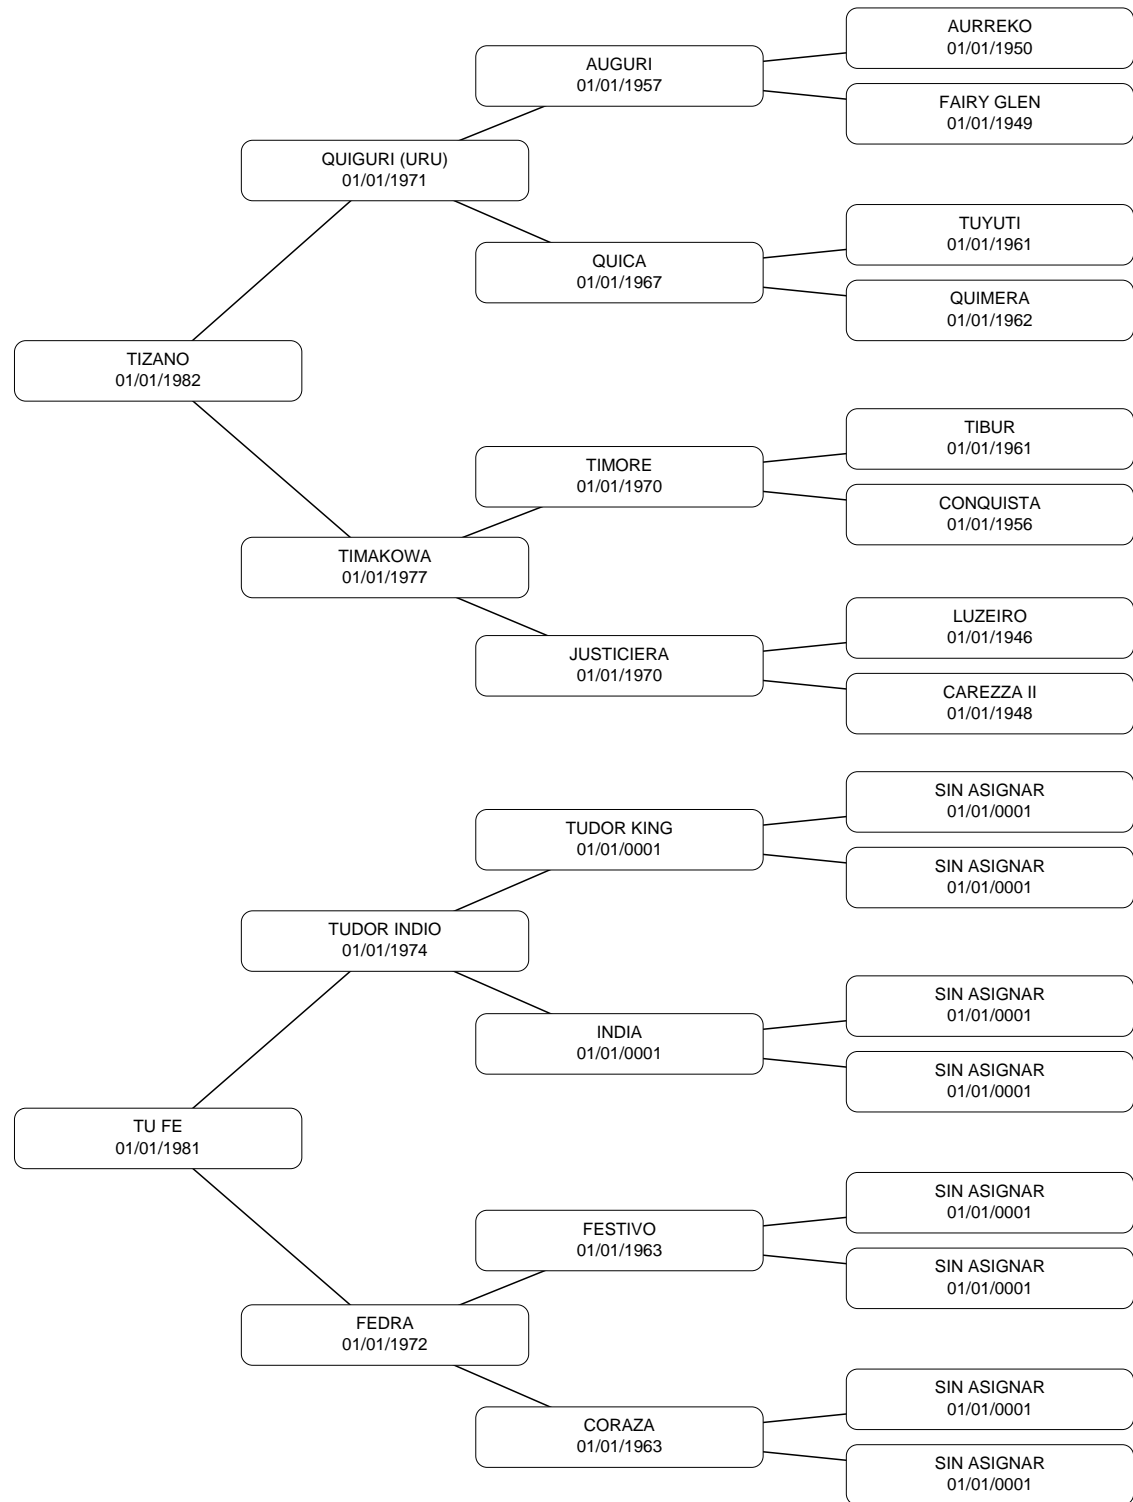 AURREKO
01/01/1950
AUGURI
01/01/1957
FAIRY GLEN
01/01/1949
QUIGURI (URU)
01/01/1971
TUYUTI
01/01/1961
QUICA
01/01/1967
QUIMERA
01/01/1962
TIZANO
01/01/1982
TIBUR
01/01/1961
TIMORE
01/01/1970
CONQUISTA
01/01/1956
TIMAKOWA
01/01/1977
LUZEIRO
01/01/1946
JUSTICIERA
01/01/1970
CAREZZA II
01/01/1948
SIN ASIGNAR
01/01/0001
TUDOR KING
01/01/0001
SIN ASIGNAR
01/01/0001
TUDOR INDIO
01/01/1974
SIN ASIGNAR
01/01/0001
INDIA
01/01/0001
SIN ASIGNAR
01/01/0001
TU FE
01/01/1981
SIN ASIGNAR
01/01/0001
FESTIVO
01/01/1963
SIN ASIGNAR
01/01/0001
FEDRA
01/01/1972
SIN ASIGNAR
01/01/0001
CORAZA
01/01/1963
SIN ASIGNAR
01/01/0001